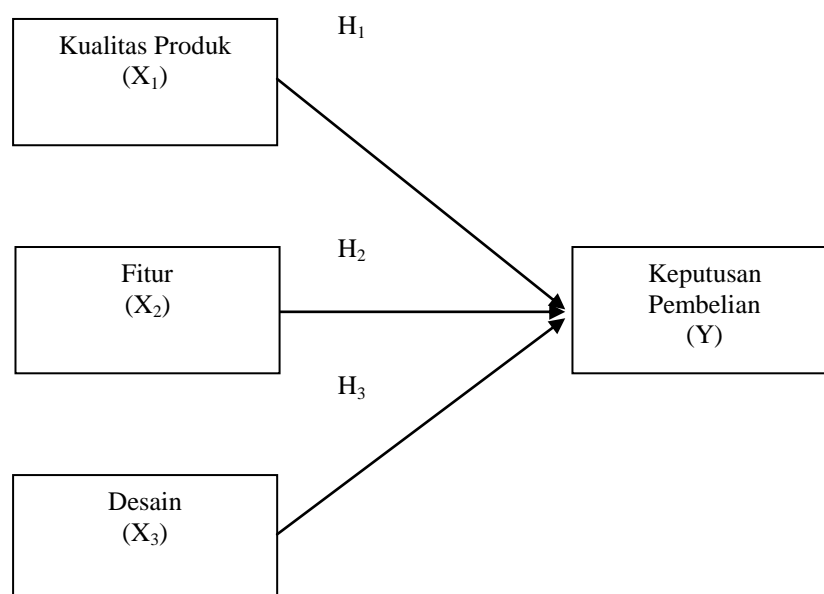 H₁
Kualitas Produk
(X₁)
H₂
Fitur
(X₂)
Keputusan
Pembelian
(Y)
H₃
Desain
(X₃)